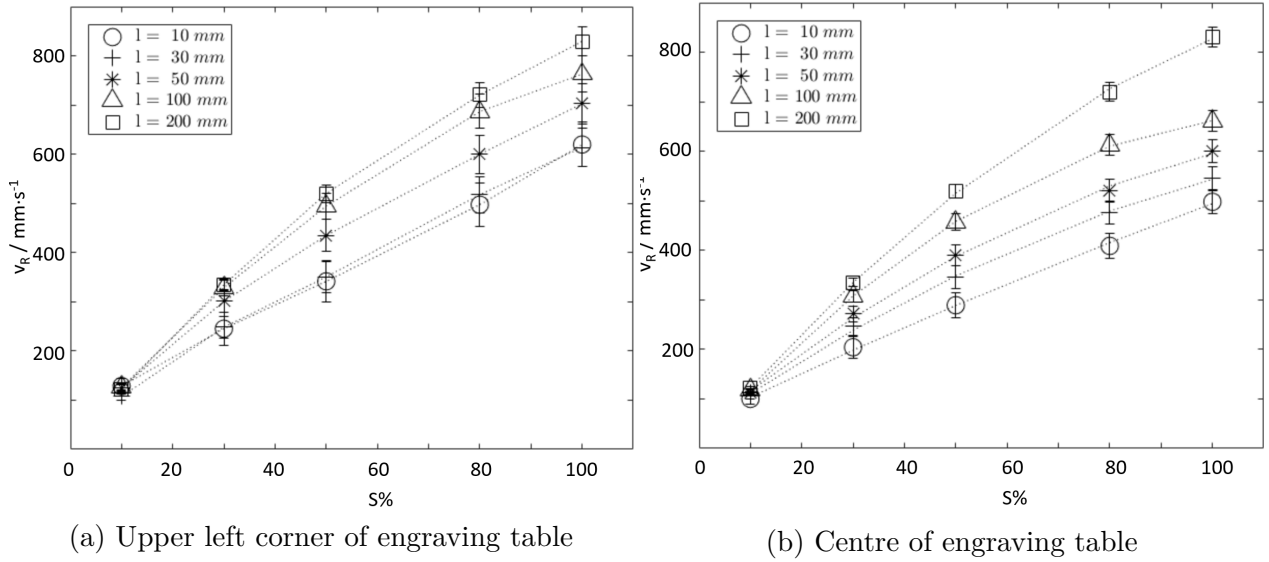 l = 10 mm
l = 30 mm
l = 50 mm
l = 100 mm
l = 200 mm
800
600
400
200
0 20 40 60 80 100
v_R / mm·s⁻¹
S%
(a) Upper left corner of engraving table
l = 10 mm
l = 30 mm
l = 50 mm
l = 100 mm
l = 200 mm
800
600
400
200
0 20 40 60 80 100
v_R / mm·s⁻¹
S%
(b) Centre of engraving table